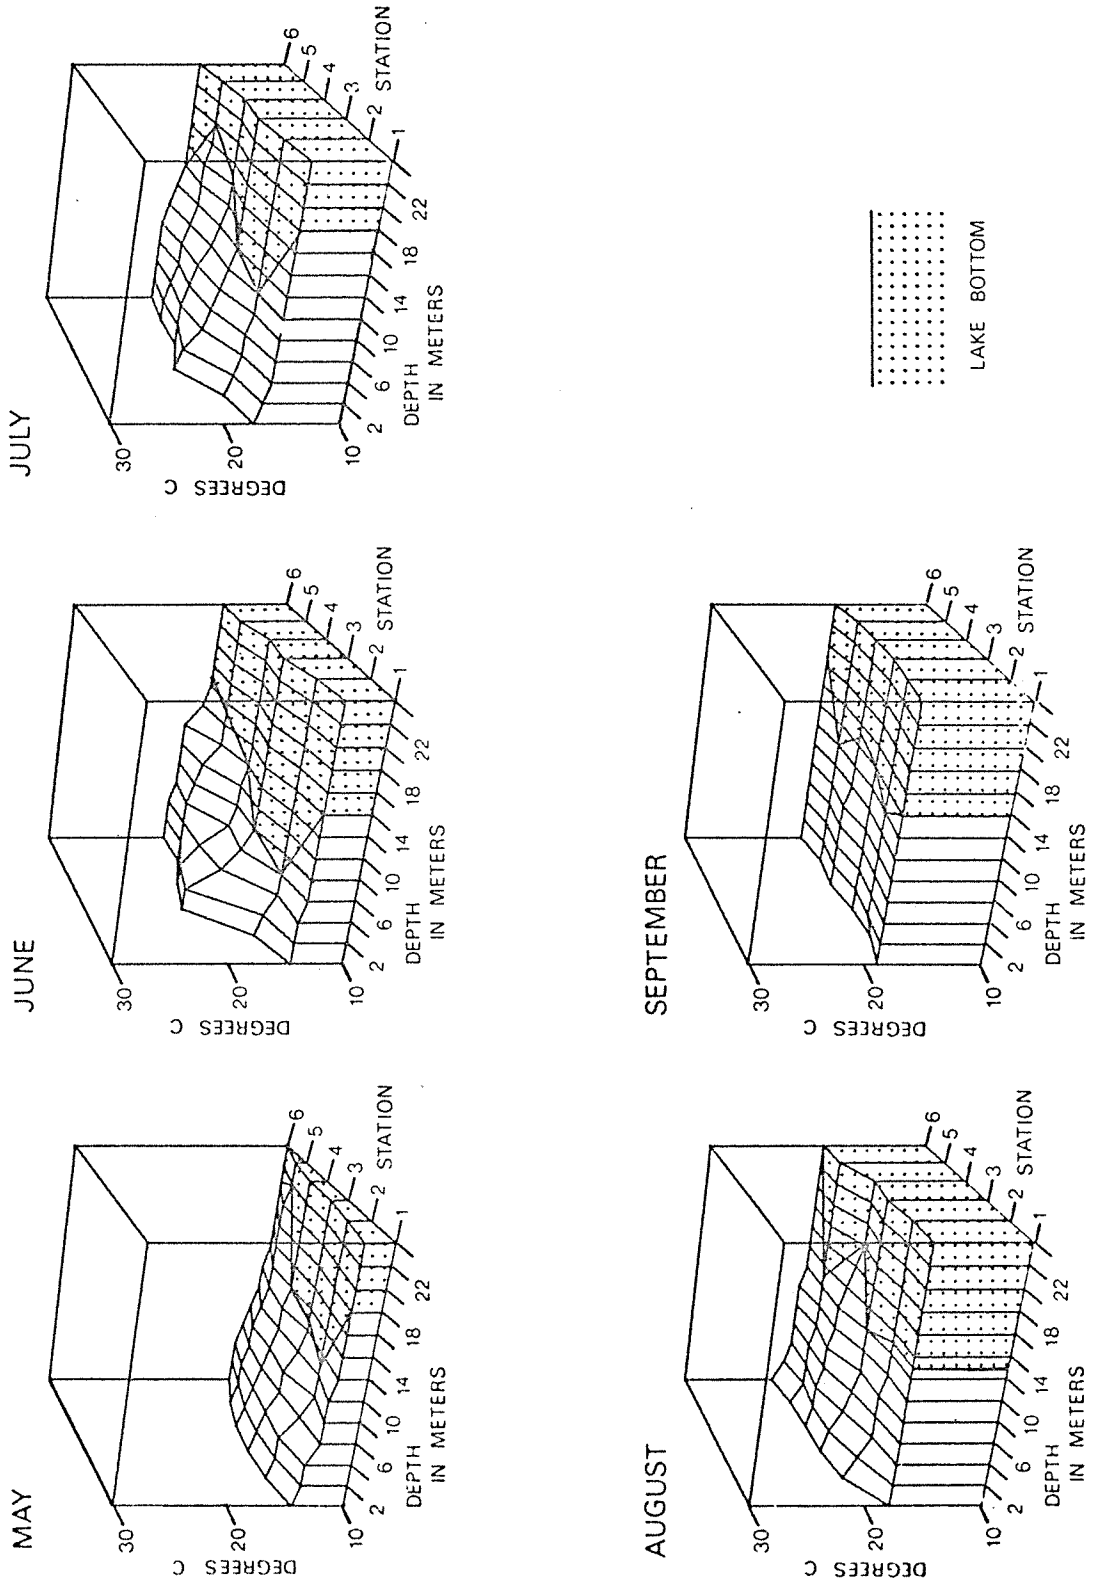 MAY
30
20
10
DEGREES C
2
6
10
14
18
22
DEPTH
IN METERS
1
2
3
4
5
6
STATION
JUNE
30
20
10
DEGREES C
2
6
10
14
18
22
DEPTH
IN METERS
1
2
3
4
5
6
STATION
JULY
30
20
10
DEGREES C
2
6
10
14
18
22
DEPTH
IN METERS
1
2
3
4
5
6
STATION
AUGUST
30
20
10
DEGREES C
2
6
10
14
18
22
DEPTH
IN METERS
1
2
3
4
5
6
STATION
SEPTEMBER
30
20
10
DEGREES C
2
6
10
14
18
22
DEPTH
IN METERS
1
2
3
4
5
6
STATION
LAKE BOTTOM